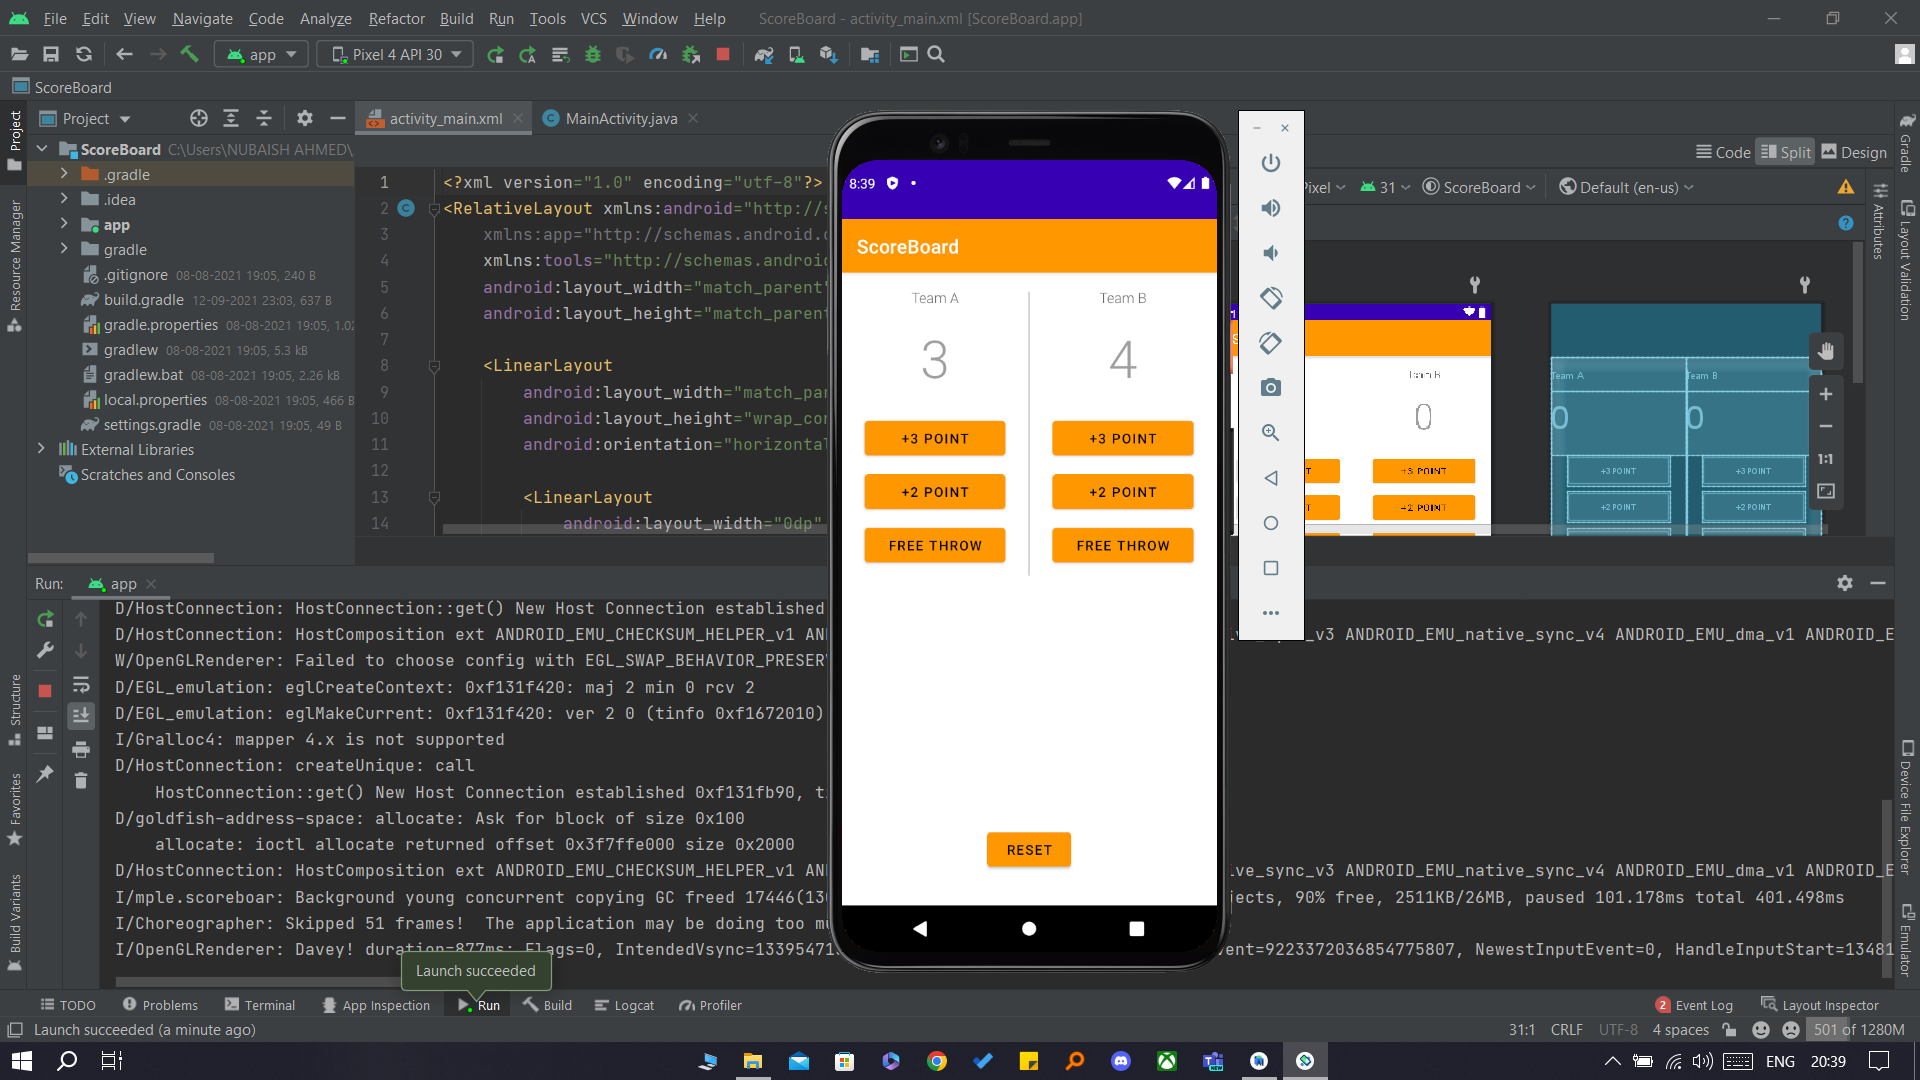 File Edit View Navigate Code Analyze Refactor Build Run Tools VCS Window Help ScoreBoard - activity_main.xml [ScoreBoard.app]
app Pixel 4 API 30
ScoreBoard
Project activity_main.xml MainActivity.java
ScoreBoard C:\Users\NUBAISH AHMED\
.gradle
.idea
app
gradle
.gitignore 08-08-2021 19:05, 240 B
build.gradle 12-09-2021 23:03, 637 B
gradle.properties 08-08-2021 19:05, 1.02
gradlew 08-08-2021 19:05, 5.3 kB
gradlew.bat 08-08-2021 19:05, 2.26 kB
local.properties 08-08-2021 19:05, 466 B
settings.gradle 08-08-2021 19:05, 49 B
External Libraries
Scratches and Consoles
Project
Resource Manager
Structure
Favorites
Build Variants
1 <?xml version="1.0" encoding="utf-8"?>
2 <RelativeLayout xmlns:android="http://s
3 xmlns:app="http://schemas.android.
4 xmlns:tools="http://schemas.androi
5 android:layout_width="match_parent"
6 android:layout_height="match_paren
7
8 <LinearLayout
9 android:layout_width="match_pa
10 android:layout_height="wrap_co
11 android:orientation="horizontal
12
13 <LinearLayout
14 android:layout_width="0dp"
8:39
ScoreBoard
Team A Team B
3 4
+3 POINT +3 POINT
+2 POINT +2 POINT
FREE THROW FREE THROW
RESET
Code Split Design
Pixel 31 ScoreBoard Default (en-us)
Team B
0
+3 POINT
+2 POINT
Team A Team B
0 0
+3 POINT +3 POINT
+2 POINT +2 POINT
1:1
Gradle
Attributes
Layout Validation
Device File Explorer
Emulator
Run: app
D/HostConnection: HostConnection::get() New Host Connection established
D/HostConnection: HostComposition ext ANDROID_EMU_CHECKSUM_HELPER_v1 AN ive_sync_v3 ANDROID_EMU_native_sync_v4 ANDROID_EMU_dma_v1 ANDROID_E
W/OpenGLRenderer: Failed to choose config with EGL_SWAP_BEHAVIOR_PRESER
D/EGL_emulation: eglCreateContext: 0xf131f420: maj 2 min 0 rcv 2
D/EGL_emulation: eglMakeCurrent: 0xf131f420: ver 2 0 (tinfo 0xf1672010)
I/Gralloc4: mapper 4.x is not supported
D/HostConnection: createUnique: call
HostConnection::get() New Host Connection established 0xf131fb90, t
D/goldfish-address-space: allocate: Ask for block of size 0x100
allocate: ioctl allocate returned offset 0x3f7ffe000 size 0x2000
D/HostConnection: HostComposition ext ANDROID_EMU_CHECKSUM_HELPER_v1 AN ive_sync_v3 ANDROID_EMU_native_sync_v4 ANDROID_EMU_dma_v1 ANDROID_E
I/mple.scoreboar: Background young concurrent copying GC freed 17446(13 jects, 90% free, 2511KB/26MB, paused 101.178ms total 401.498ms
I/Choreographer: Skipped 51 frames! The application may be doing too mu
I/OpenGLRenderer: Davey! duration=877ms; Flags=0, IntendedVsync=13395471 vent=9223372036854775807, NewestInputEvent=0, HandleInputStart=13481
Launch succeeded
TODO Problems Terminal App Inspection Run Build Logcat Profiler 2 Event Log Layout Inspector
Launch succeeded (a minute ago) 31:1 CRLF UTF-8 4 spaces 501 of 1280M
ENG 20:39